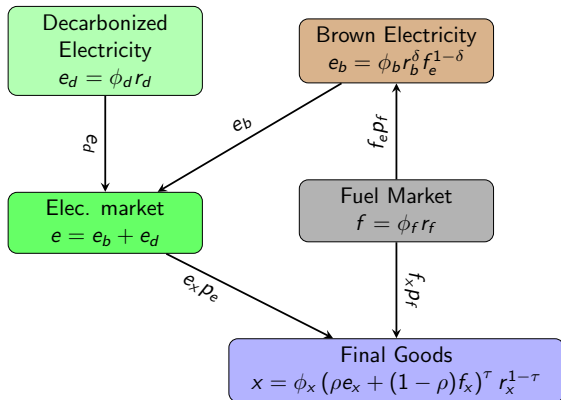 Decarbonized
Electricity
e_d = ϕ_d r_d
Brown Electricity
e_b = ϕ_b r_b^δ f_e^{1−δ}
e_d
e_b
f_e p_f
Elec. market
e = e_b + e_d
Fuel Market
f = ϕ_f r_f
e_x p_e
f_x p_f
Final Goods
x = ϕ_x (ρe_x + (1 − ρ)f_x)^τ r_x^{1−τ}